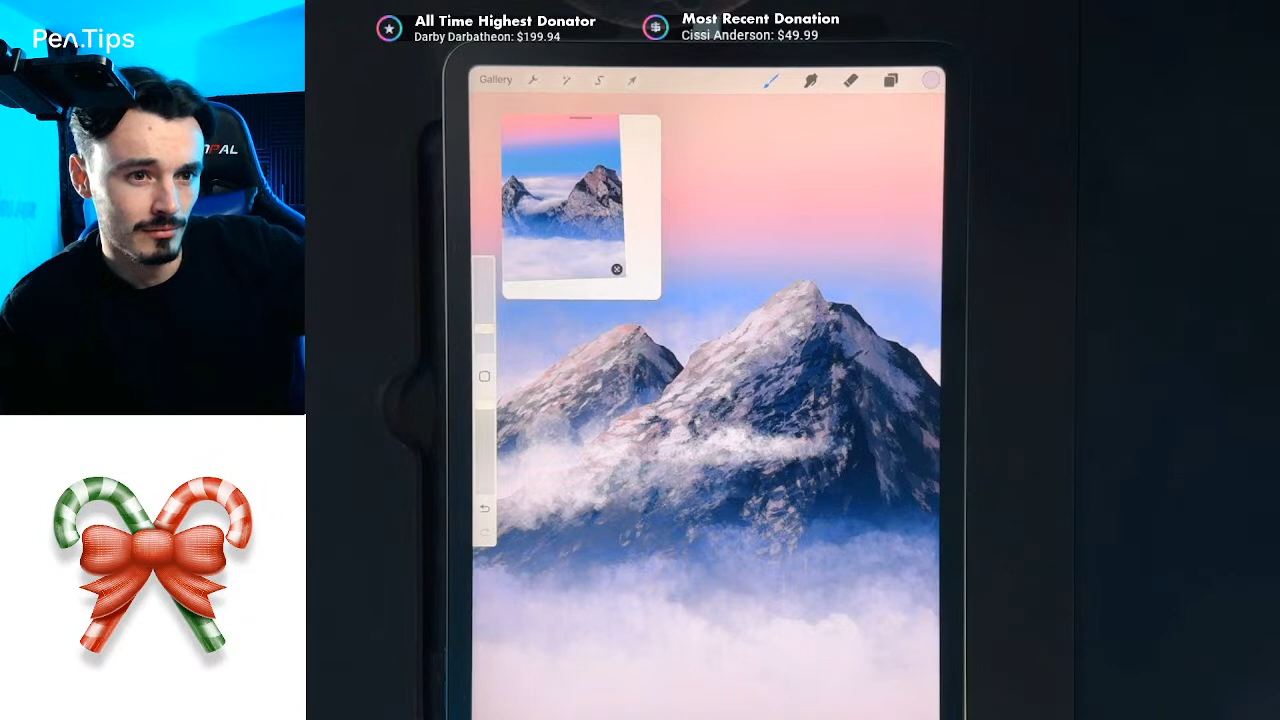 Pen.Tips
All Time Highest Donator
Darby Darbatheon: $199.94
Most Recent Donation
Cissi Anderson: $49.99
Gallery